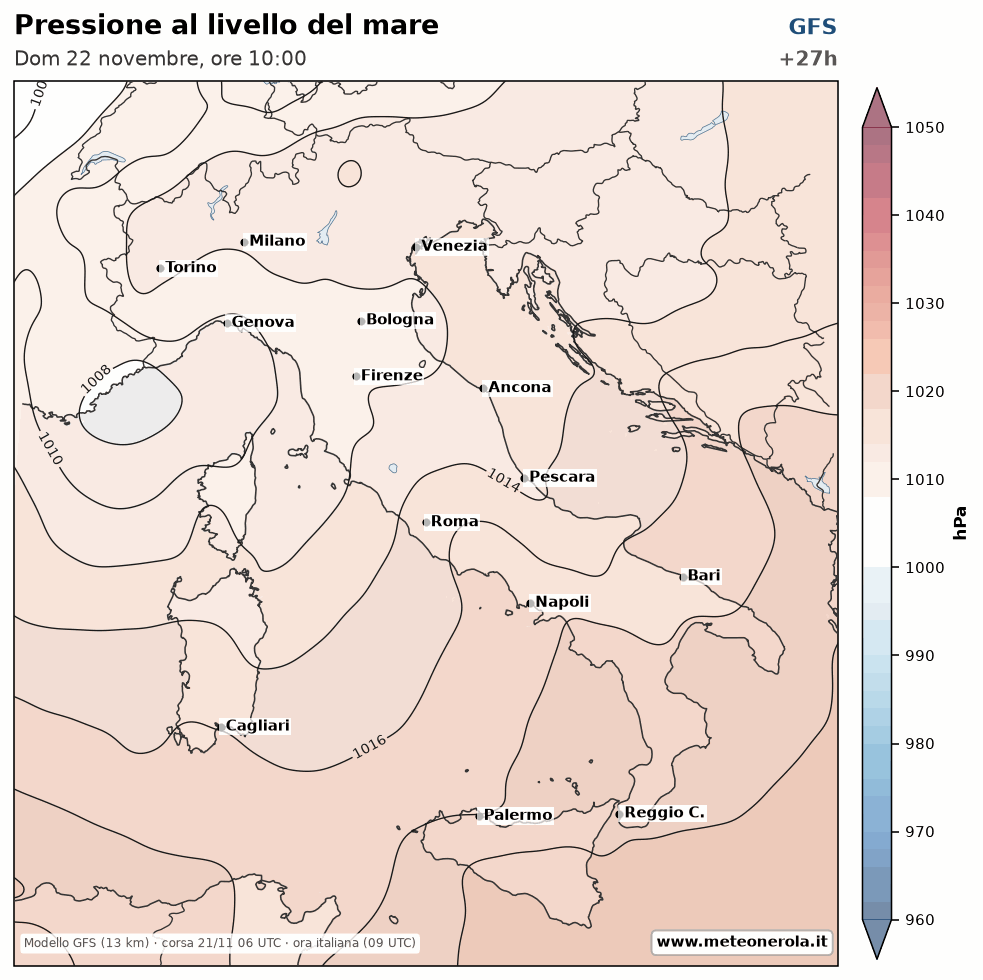 Pressione al livello del mare
GFS
Dom 22 novembre, ore 10:00
+27h
100
1050
1040
Milano
Venezia
Torino
1030
Genova
Bologna
1008
Firenze
Ancona
1020
1010
1014
Pescara
1010
Roma
hPa
1000
Bari
Napoli
990
Cagliari
1016
980
Palermo
Reggio C.
970
960
Modello GFS (13 km) · corsa 21/11 06 UTC · ora italiana (09 UTC)
www.meteonerola.it